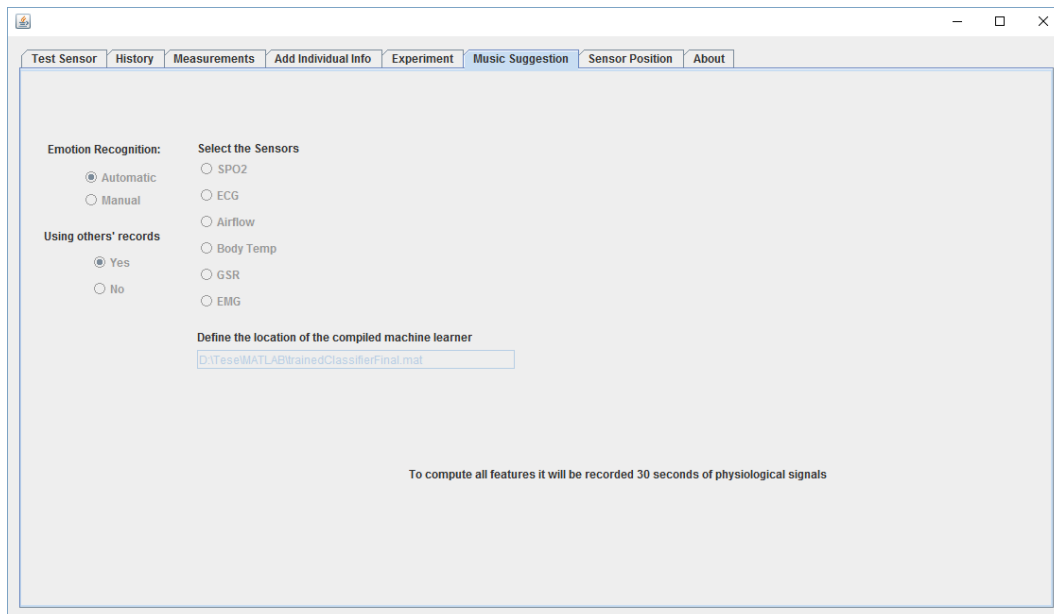 Test Sensor History Measurements Add Individual Info Experiment Music Suggestion Sensor Position About
Emotion Recognition:
Automatic
Manual
Using others' records
Yes
No
Select the Sensors
SPO2
ECG
Airflow
Body Temp
GSR
EMG
Define the location of the compiled machine learner
D:\Tese\MATLAB\trainedClassifierFinal.mat
To compute all features it will be recorded 30 seconds of physiological signals